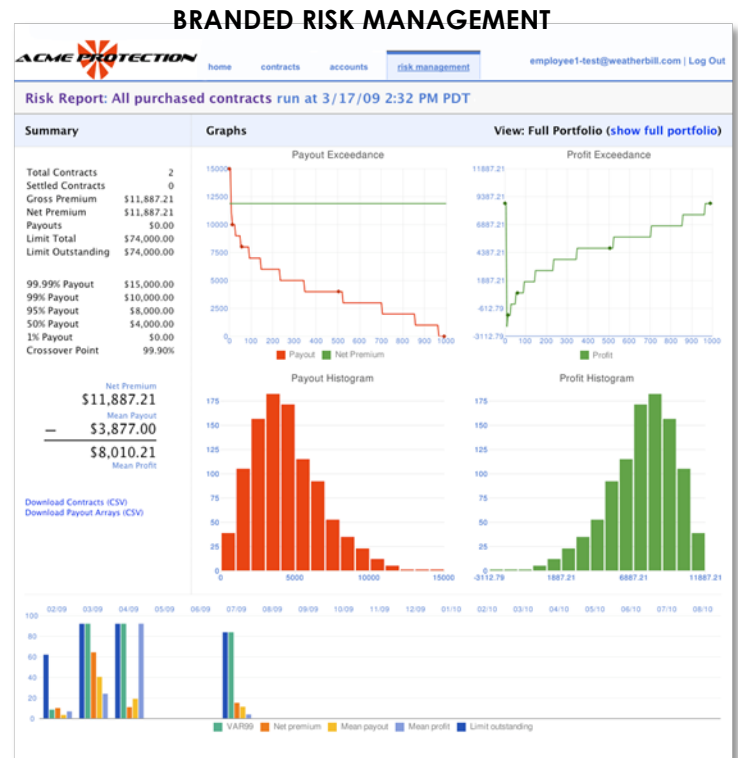 BRANDED RISK MANAGEMENT
ACME PROTECTION
home contracts accounts risk management
employee1-test@weatherbill.com | Log Out
Risk Report: All purchased contracts run at 3/17/09 2:32 PM PDT
Summary
Graphs
View: Full Portfolio (show full portfolio)
Total Contracts 2
Settled Contracts 0
Gross Premium $11,887.21
Net Premium $11,887.21
Payouts $0.00
Limit Total $74,000.00
Limit Outstanding $74,000.00
99.99% Payout $15,000.00
99% Payout $10,000.00
95% Payout $8,000.00
50% Payout $4,000.00
1% Payout $0.00
Crossover Point 99.90%
Net Premium
$11,887.21
Mean Payout
— $3,877.00
$8,010.21
Mean Profit
Download Contracts (CSV)
Download Payout Arrays (CSV)
Payout Exceedance
15000
12500
10000
7500
5000
2500
0
0 100 200 300 400 500 600 700 800 900 1000
Payout Net Premium
Profit Exceedance
11887.21
9387.21
6887.21
4387.21
1887.21
-612.79
-3112.79
0 100 200 300 400 500 600 700 800 900 1000
Profit
Payout Histogram
175
150
125
100
75
50
25
0
0 5000 10000 15000
Profit Histogram
175
150
125
100
75
50
25
0
-3112.79 1887.21 6887.21 11887.21
02/09 03/09 04/09 05/09 06/09 07/09 08/09 09/09 10/09 11/09 12/09 01/10 02/10 03/10 04/10 05/10 06/10 07/10 08/10
100
80
60
40
20
0
VAR99 Net premium Mean payout Mean profit Limit outstanding